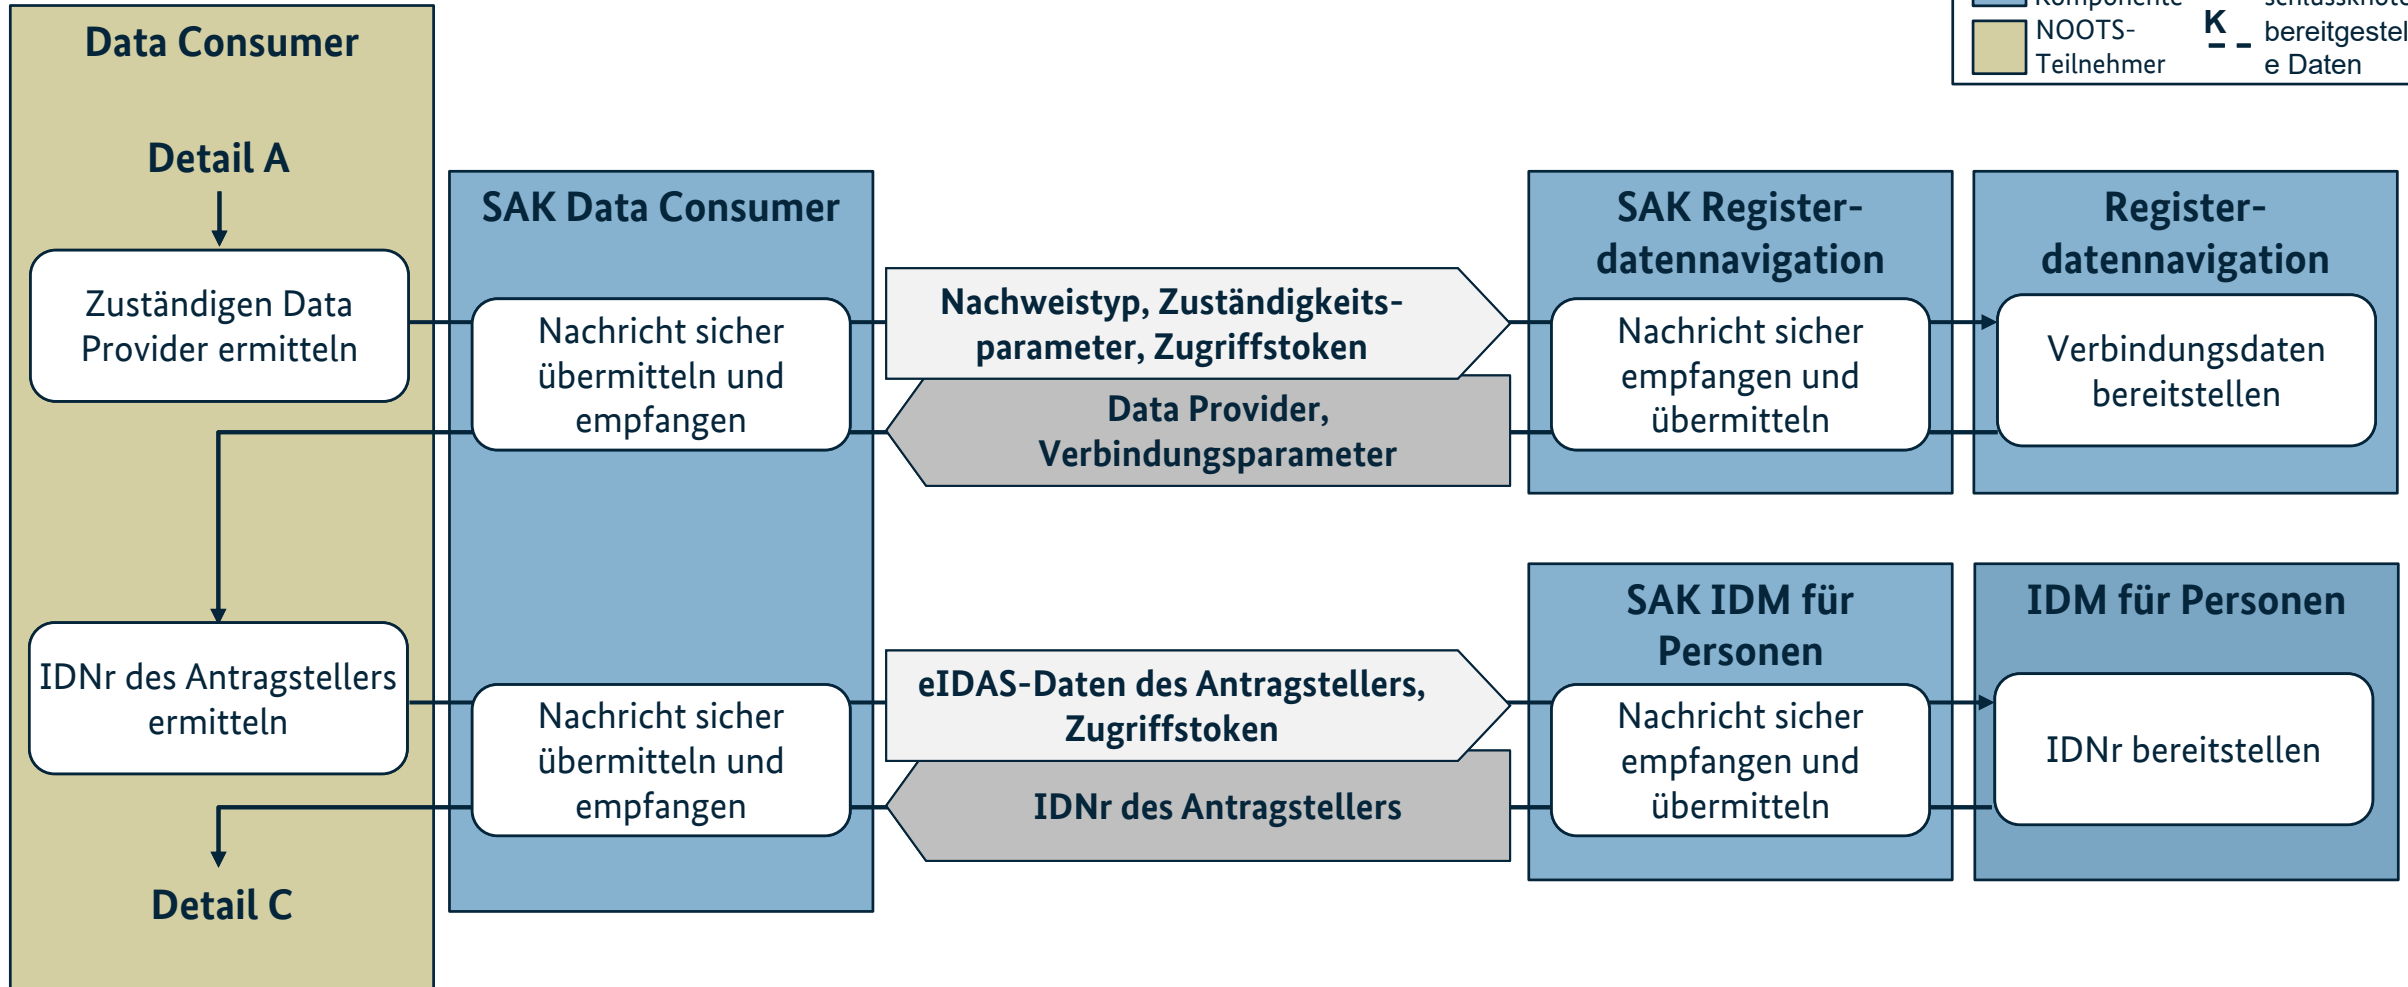 Data Consumer
Detail A
Zuständigen Data
Provider ermitteln
IDNr des Antragstellers
ermitteln
Detail C
SAK Data Consumer
Nachricht sicher
übermitteln und
empfangen
Nachricht sicher
übermitteln und
empfangen
Nachweistyp, Zuständigkeits-
parameter, Zugriffstoken
Data Provider,
Verbindungsparameter
eIDAS-Daten des Antragstellers,
Zugriffstoken
IDNr des Antragstellers
SAK Register-
datennavigation
Nachricht sicher
empfangen und
übermitteln
Register-
datennavigation
Verbindungsdaten
bereitstellen
SAK IDM für
Personen
Nachricht sicher
empfangen und
übermitteln
IDM für Personen
IDNr bereitstellen
Komponente
NOOTS-
Teilnehmer
K
bereitgestel
e Daten